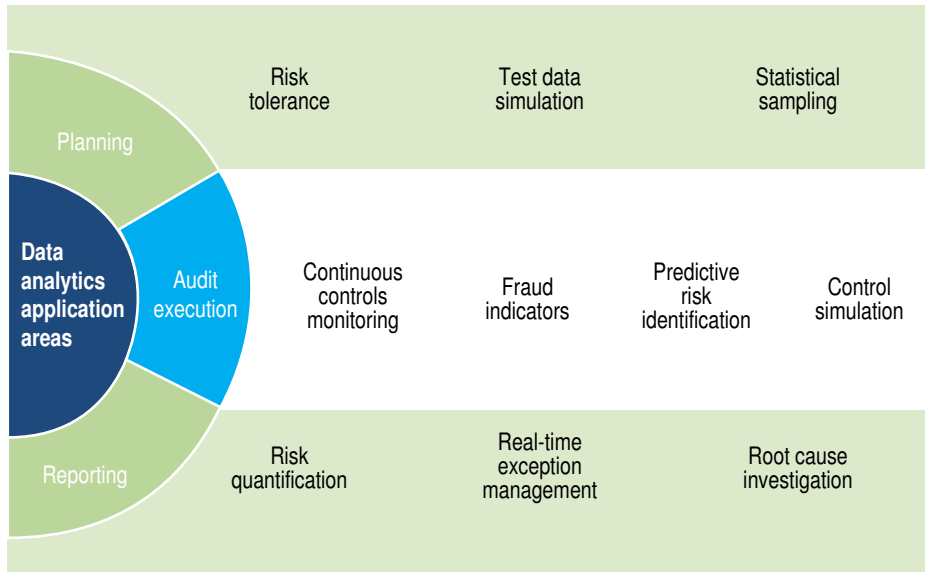 Planning
Risk
tolerance
Test data
simulation
Statistical
sampling
Data
analytics
application
areas
Audit
execution
Continuous
controls
monitoring
Fraud
indicators
Predictive
risk
identification
Control
simulation
Reporting
Risk
quantification
Real-time
exception
management
Root cause
investigation